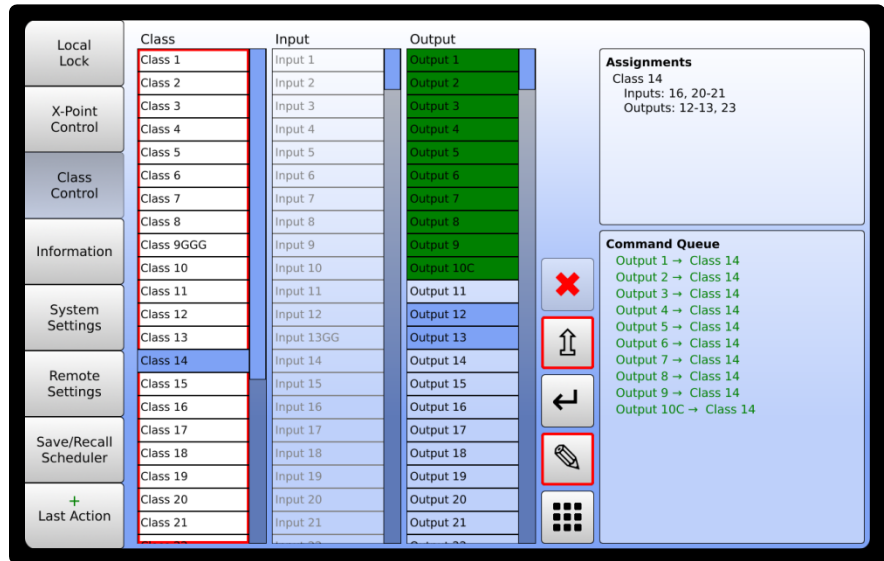 Local
Lock
X-Point
Control
Class
Control
Information
System
Settings
Remote
Settings
Save/Recall
Scheduler
+
Last Action
Class
Class 1
Class 2
Class 3
Class 4
Class 5
Class 6
Class 7
Class 8
Class 9GGG
Class 10
Class 11
Class 12
Class 13
Class 14
Class 15
Class 16
Class 17
Class 18
Class 19
Class 20
Class 21
Input
Input 1
Input 2
Input 3
Input 4
Input 5
Input 6
Input 7
Input 8
Input 9
Input 10
Input 11
Input 12
Input 13GG
Input 14
Input 15
Input 16
Input 17
Input 18
Input 19
Input 20
Input 21
Output
Output 1
Output 2
Output 3
Output 4
Output 5
Output 6
Output 7
Output 8
Output 9
Output 10C
Output 11
Output 12
Output 13
Output 14
Output 15
Output 16
Output 17
Output 18
Output 19
Output 20
Output 21
Assignments
Class 14
Inputs: 16, 20-21
Outputs: 12-13, 23
Command Queue
Output 1 → Class 14
Output 2 → Class 14
Output 3 → Class 14
Output 4 → Class 14
Output 5 → Class 14
Output 6 → Class 14
Output 7 → Class 14
Output 8 → Class 14
Output 9 → Class 14
Output 10C → Class 14